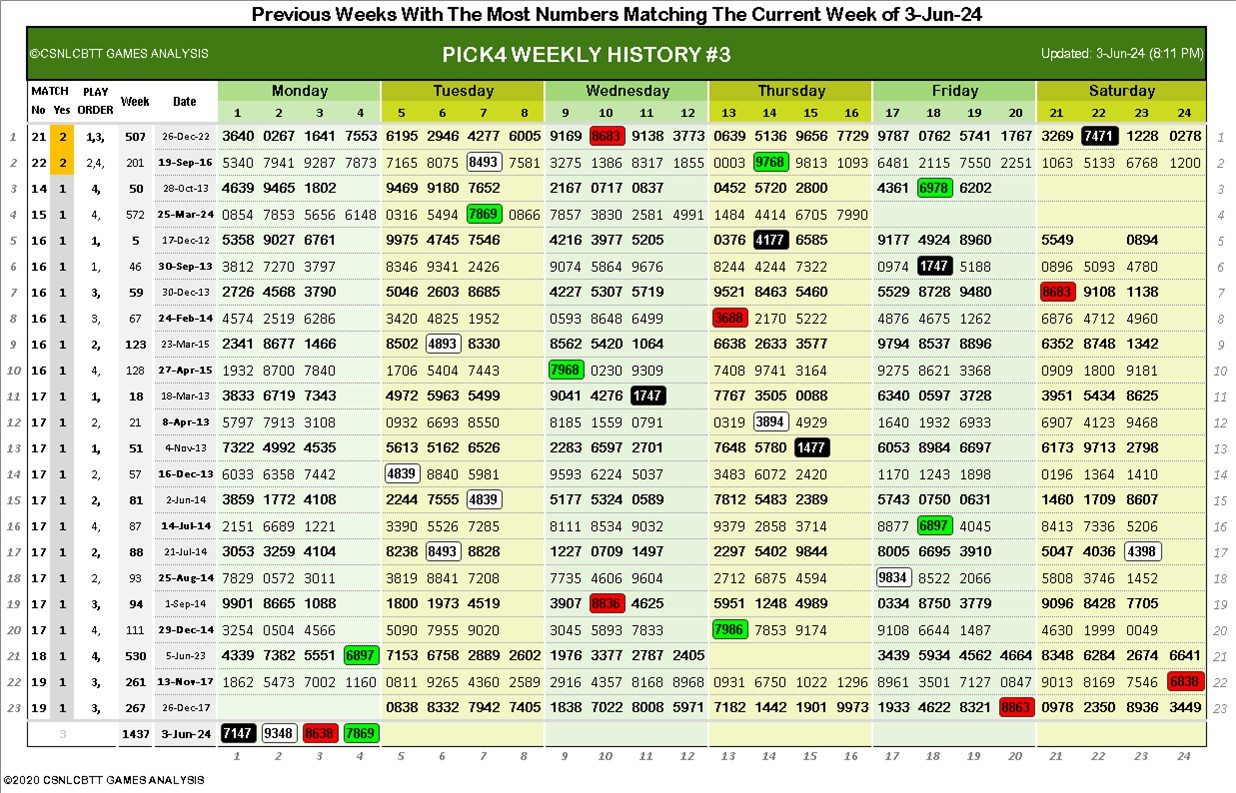 Previous Weeks With The Most Numbers Matching The Current Week of 3-Jun-24
©CSNLCBTT GAMES ANALYSIS PICK4 WEEKLY HISTORY #3 Updated: 3-Jun-24 (8:11 PM)
MATCH PLAY Week Date Monday Tuesday Wednesday Thursday Friday Saturday
No Yes ORDER 1 2 3 4 5 6 7 8 9 10 11 12 13 14 15 16 17 18 19 20 21 22 23 24
1 21 2 1,3, 507 26-Dec-22 3640 0267 1641 7553 6195 2946 4277 6005 9169 8683 9138 3773 0639 5136 9656 7729 9787 0762 5741 1767 3269 7471 1228 0278 1
2 22 2 2,4, 201 19-Sep-16 5340 7941 9287 7873 7165 8075 8493 7581 3275 1386 8317 1855 0003 9768 9813 1093 6481 2115 7550 2251 1063 5133 6768 1200 2
3 14 1 4, 50 28-Oct-13 4639 9465 1802 9469 9180 7652 2167 0717 0837 0452 5720 2800 4361 6978 6202 3
4 15 1 4, 572 25-Mar-24 0854 7853 5656 6148 0316 5494 7869 0866 7857 3830 2581 4991 1484 4414 6705 7990 4
5 16 1 1, 5 17-Dec-12 5358 9027 6761 9975 4745 7546 4216 3977 5205 0376 4177 6585 9177 4924 8960 5549 0894 5
6 16 1 1, 46 30-Sep-13 3812 7270 3797 8346 9341 2426 9074 5864 9676 8244 4244 7322 0974 1747 5188 0896 5093 4780 6
7 16 1 3, 59 30-Dec-13 2726 4568 3790 5046 2603 8685 4227 5307 5719 9521 8463 5460 5529 8728 9480 8683 9108 1138 7
8 16 1 3, 67 24-Feb-14 4574 2519 6286 3420 4825 1952 0593 8648 6499 3688 2170 5222 4876 4675 1262 6876 4712 4960 8
9 16 1 2, 123 23-Mar-15 2341 8677 1466 8502 4893 8330 8562 5420 1064 6638 2633 3577 9794 8537 8896 6352 8748 1342 9
10 16 1 4, 128 27-Apr-15 1932 8700 7840 1706 5404 7443 7968 0230 9309 7408 9741 3164 9275 8621 3368 0909 1800 9181 10
11 17 1 1, 18 18-Mar-13 3833 6719 7343 4972 5963 5499 9041 4276 1747 7767 3505 0088 6340 0597 3728 3951 5434 8625 11
12 17 1 2, 21 8-Apr-13 5797 7913 3108 0932 6693 8550 8185 1559 0791 0319 3894 4929 1640 1932 6933 6907 4123 9468 12
13 17 1 1, 51 4-Nov-13 7322 4992 4535 5613 5162 6526 2283 6597 2701 7648 5780 1477 6053 8984 6697 6173 9713 2798 13
14 17 1 2, 57 16-Dec-13 6033 6358 7442 4839 8840 5981 9593 6224 5037 3483 6072 2420 1170 1243 1898 0196 1364 1410 14
15 17 1 2, 81 2-Jun-14 3859 1772 4108 2244 7555 4839 5177 5324 0589 7812 5483 2389 5743 0750 0631 1460 1709 8607 15
16 17 1 4, 87 14-Jul-14 2151 6689 1221 3390 5526 7285 8111 8534 9032 9379 2858 3714 8877 6897 4045 8413 7336 5206 16
17 17 1 2, 88 21-Jul-14 3053 3259 4104 8238 8493 8828 1227 0709 1497 2297 5402 9844 8005 6695 3910 5047 4036 4398 17
18 17 1 2, 93 25-Aug-14 7829 0572 3011 3819 8841 7208 7735 4606 9604 2712 6875 4594 9834 8522 2066 5808 3746 1452 18
19 17 1 3, 94 1-Sep-14 9901 8665 1088 1800 1973 4519 3907 8836 4625 5951 1248 4989 0334 8750 3779 9096 8428 7705 19
20 17 1 4, 111 29-Dec-14 3254 0504 4566 5090 7955 9020 3045 5893 7833 7986 7853 9174 9108 6644 1487 4630 1999 0049 20
21 18 1 4, 530 5-Jun-23 4339 7382 5551 6897 7153 6758 2889 2602 1976 3377 2787 2405 3439 5934 4562 4664 8348 6284 2674 6641 21
22 19 1 3, 261 13-Nov-17 1862 5473 7002 1160 0811 9265 4360 2589 2916 4357 8168 8968 0931 6750 1022 1296 8961 3501 7127 0847 9013 8169 7546 6838 22
23 19 1 3, 267 26-Dec-17 0838 8332 7942 7405 1838 7022 8008 5971 7182 1442 1901 9973 1933 4622 8321 8863 0978 2350 8936 3449 23
3 1437 3-Jun-24 7147 9348 8638 7869
1 2 3 4 5 6 7 8 9 10 11 12 13 14 15 16 17 18 19 20 21 22 23 24
©2020 CSNLCBTT GAMES ANALYSIS